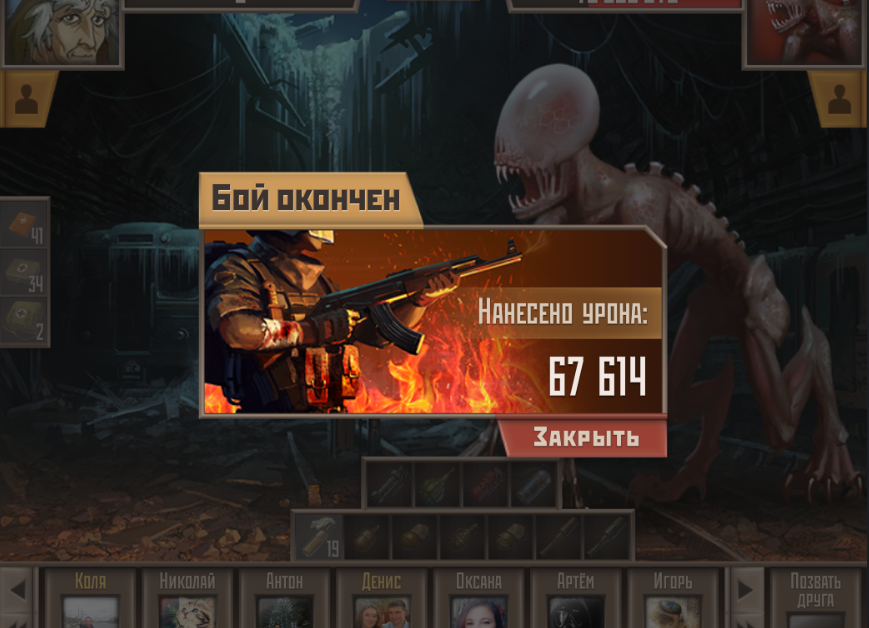 41
34
2
Бой окончен
Нанесено урона:
67 614
Закрыть
19
Коля
Николай
Антон
Денис
Оксана
Артём
Игорь
Позвать
друга